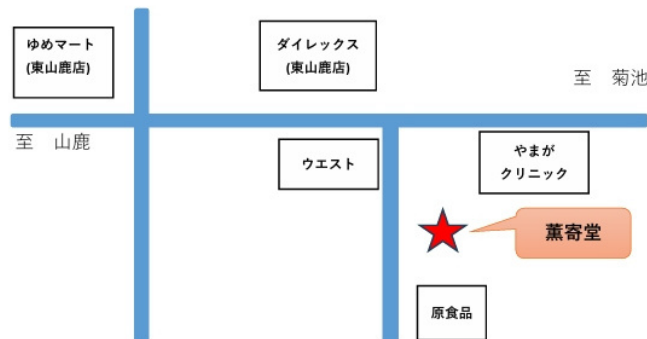 ゆめマート
(東山鹿店)
ダイレックス
(東山鹿店)
至　菊池
至　山鹿
ウエスト
やまが
クリニック
薫寄堂
原食品